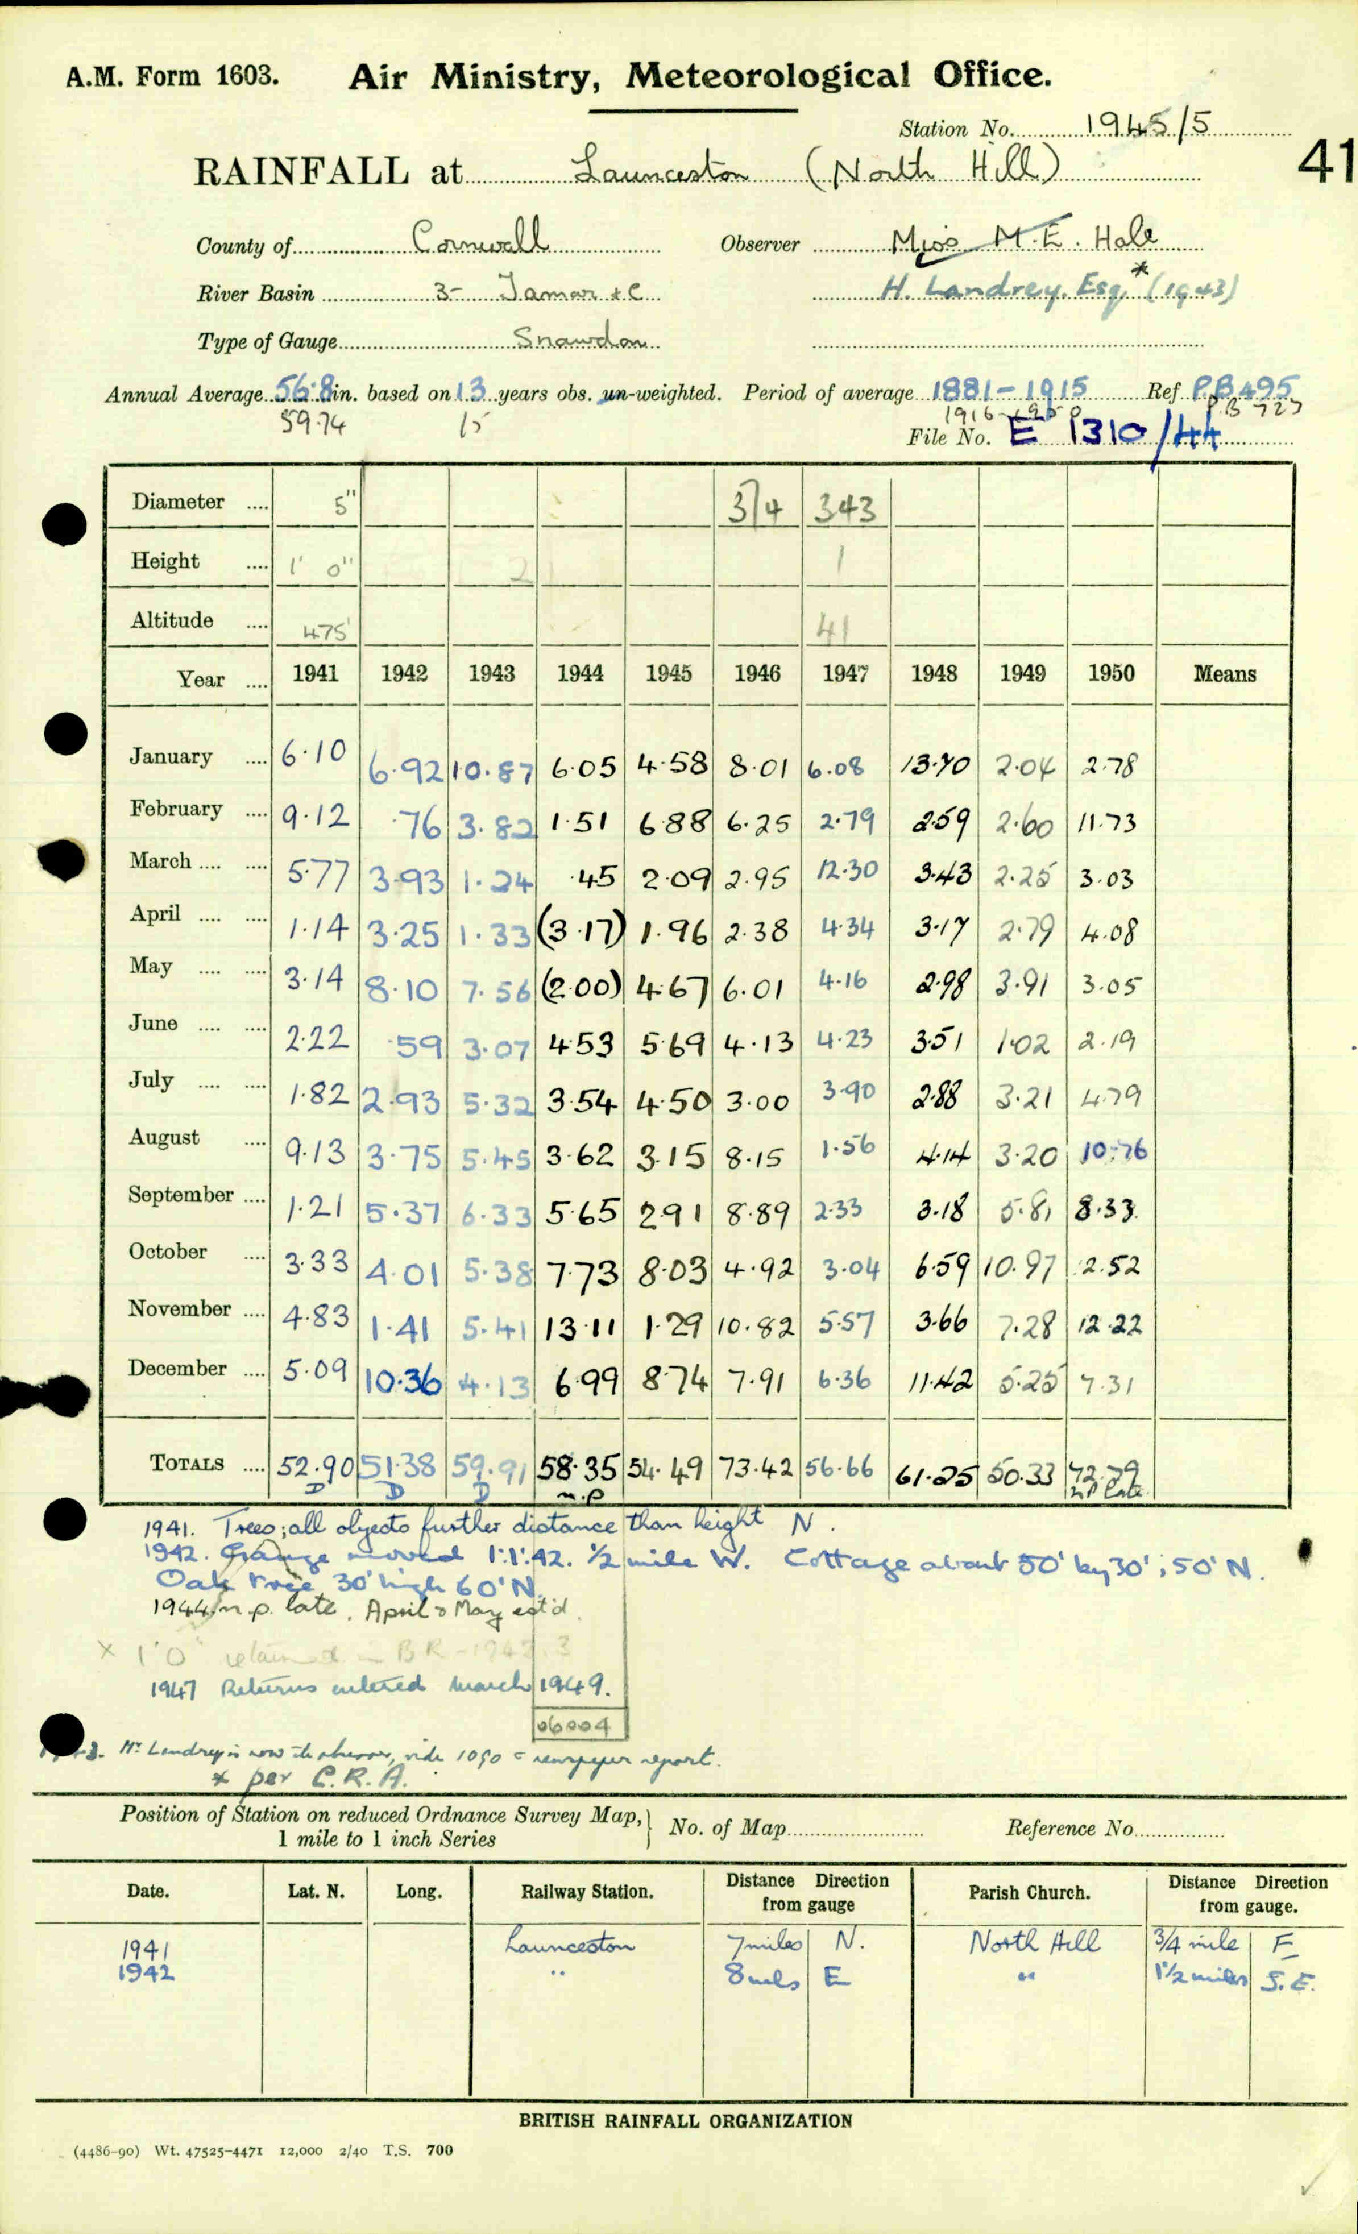 A.M. Form 1603. Air Ministry, Meteorological Office.
Station No. 1945/5
41
RAINFALL at Launceston (North Hill)
County of Cornwall Observer Miss M.E. Hale
River Basin 3- Tamar &c H. Landrey. Esq.* (1943)
Type of Gauge Snowdon
Annual Average 56.8 in. based on 13 years obs. un-weighted. Period of average 1881-1915 Ref. P.B 495
59.74 15 1916-1950 P.B 727
File No. E 1310/44
Diameter .... 5" 3/4 343
Height .... 1' 0" 2 1
Altitude .... 475' 41
Year .... 1941 1942 1943 1944 1945 1946 1947 1948 1949 1950 Means
January .... 6.10 6.92 10.87 6.05 4.58 8.01 6.08 13.70 2.04 2.78
February .... 9.12 .76 3.82 1.51 6.88 6.25 2.79 2.59 2.60 11.73
March .... .... 5.77 3.93 1.24 .45 2.09 2.95 12.30 3.43 2.25 3.03
April .... .... 1.14 3.25 1.33 (3.17) 1.96 2.38 4.34 3.17 2.79 4.08
May .... .... 3.14 8.10 7.56 (2.00) 4.67 6.01 4.16 2.98 3.91 3.05
June .... .... 2.22 .59 3.07 4.53 5.69 4.13 4.23 3.51 1.02 2.19
July .... .... 1.82 2.93 5.32 3.54 4.50 3.00 3.90 2.88 3.21 4.79
August .... 9.13 3.75 5.45 3.62 3.15 8.15 1.56 4.14 3.20 10.76
September .... 1.21 5.37 6.33 5.65 2.91 8.89 2.33 3.18 5.81 8.33
October .... 3.33 4.01 5.38 7.73 8.03 4.92 3.04 6.59 10.97 2.52
November .... 4.83 1.41 5.41 13.11 1.29 10.82 5.57 3.66 7.28 12.22
December .... 5.09 10.36 4.13 6.99 8.74 7.91 6.36 11.42 5.25 7.31
TOTALS .... 52.90 51.38 59.91 58.35 54.49 73.42 56.66 61.25 50.33 72.79
D D D n.p n.p late
1941. Trees; all objects further distance than height N.
1942. Gauge moved 1.1.42. 1/2 mile W. Cottage about 50' by 30'; 50' N.
Oak tree 30' high 60' N.
1944 n.p. late. April & May est'd.
x 1'0" retained in BR - 1942, 3
1947 Returns entered March 1949.
06004
Mr Landrey is now the observer, vide 1090 = newspaper report.
* per C.R.A.
Position of Station on reduced Ordnance Survey Map, 1 mile to 1 inch Series No. of Map Reference No.
Date. Lat. N. Long. Railway Station. Distance from gauge Direction Parish Church. Distance from gauge. Direction
1941 Launceston 7 miles N. North Hill 3/4 mile E
1942 " 8 mls E " 1 1/2 miles S.E.
BRITISH RAINFALL ORGANIZATION
(4486-90) Wt. 47525-4471 12,000 2/40 T.S. 700